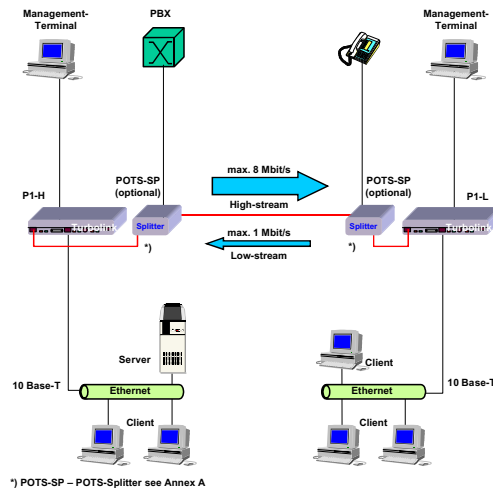 Management-
Terminal
PBX
Management-
Terminal
POTS-SP
(optional)
max. 8 Mbit/s
High-stream
POTS-SP
(optional)
P1-H
P1-L
Turbolink
Splitter
Splitter
Turbolink
*)
max. 1 Mbit/s
Low-stream
*)
Server
Client
10 Base-T
Ethernet
Ethernet
10 Base-T
Client
Client
*) POTS-SP – POTS-Splitter see Annex A